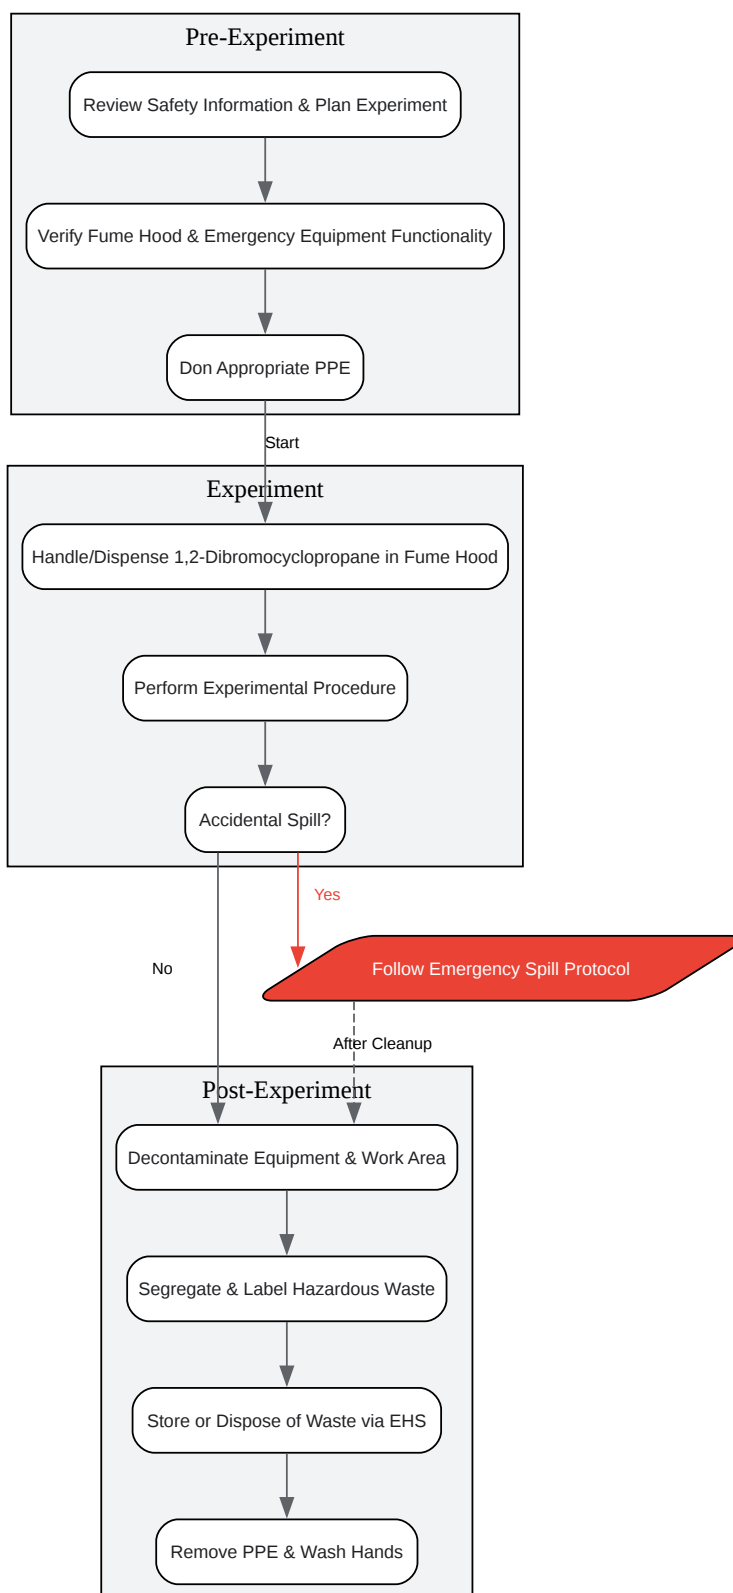 Pre-Experiment
Review Safety Information & Plan Experiment
Verify Fume Hood & Emergency Equipment Functionality
Don Appropriate PPE
Start
Experiment
Handle/Dispense 1,2-Dibromocyclopropane in Fume Hood
Perform Experimental Procedure
Accidental Spill?
Yes
No
Follow Emergency Spill Protocol
After Cleanup
Post-Experiment
Decontaminate Equipment & Work Area
Segregate & Label Hazardous Waste
Store or Dispose of Waste via EHS
Remove PPE & Wash Hands